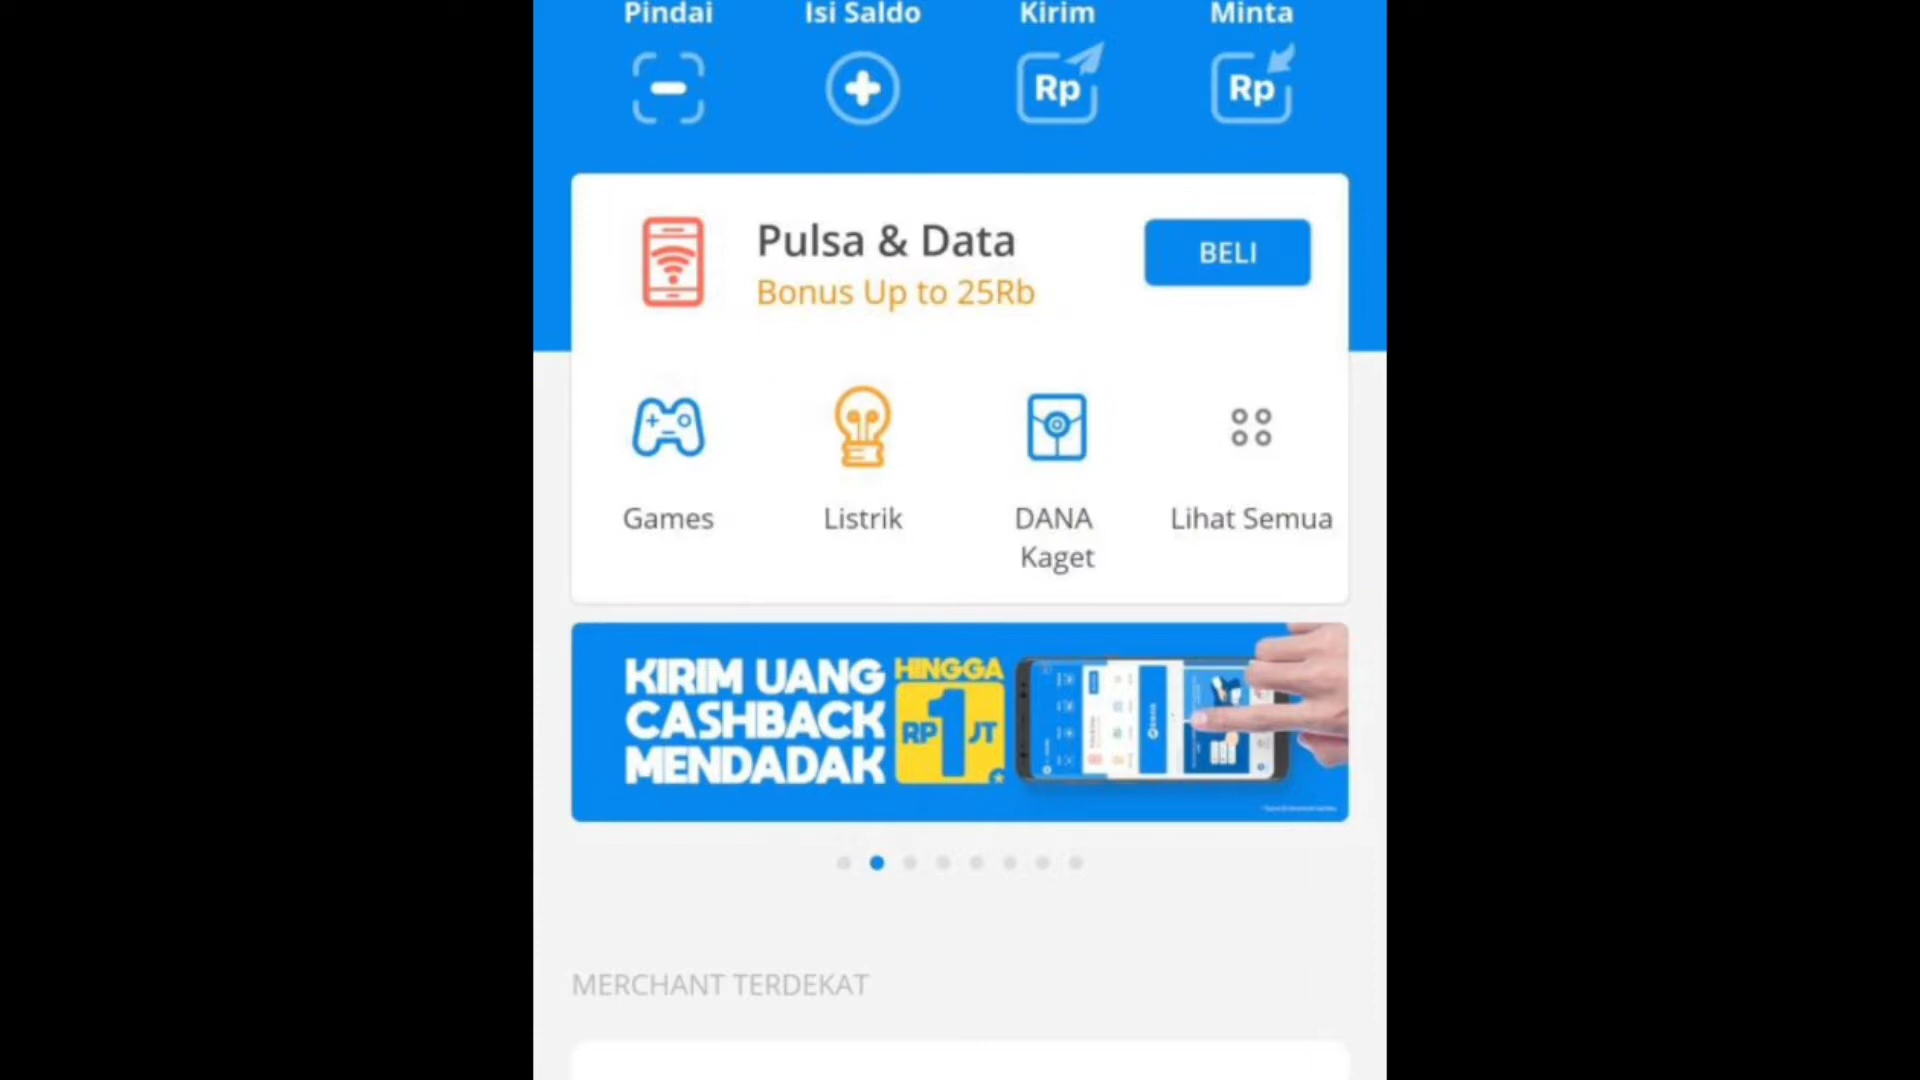 Pindai Isi Saldo Kirim Minta
Rp Rp
Pulsa & Data
Bonus Up to 25Rb
BELI
Games Listrik DANA Kaget Lihat Semua
KIRIM UANG
CASHBACK
MENDADAK
HINGGA
RP 1 JT
MERCHANT TERDEKAT